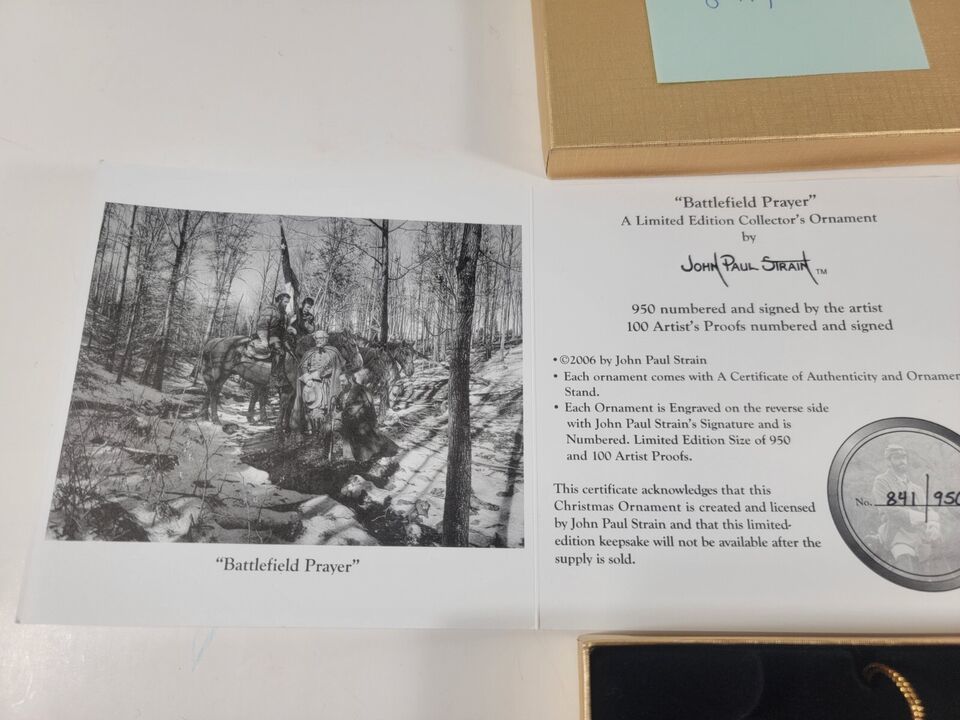 "Battlefield Prayer"
"Battlefield Prayer"
A Limited Edition Collector's Ornament
by
JOHN PAUL STRAIN TM
950 numbered and signed by the artist
100 Artist's Proofs numbered and signed
• ©2006 by John Paul Strain
• Each ornament comes with A Certificate of Authenticity and
Stand.
• Each Ornament is Engraved on the reverse side
with John Paul Strain's Signature and is
Numbered. Limited Edition Size of 950
and 100 Artist Proofs.
This certificate acknowledges that this
Christmas Ornament is created and licensed
by John Paul Strain and that this limited-
edition keepsake will not be available after the
supply is sold.
No. 841 | 950